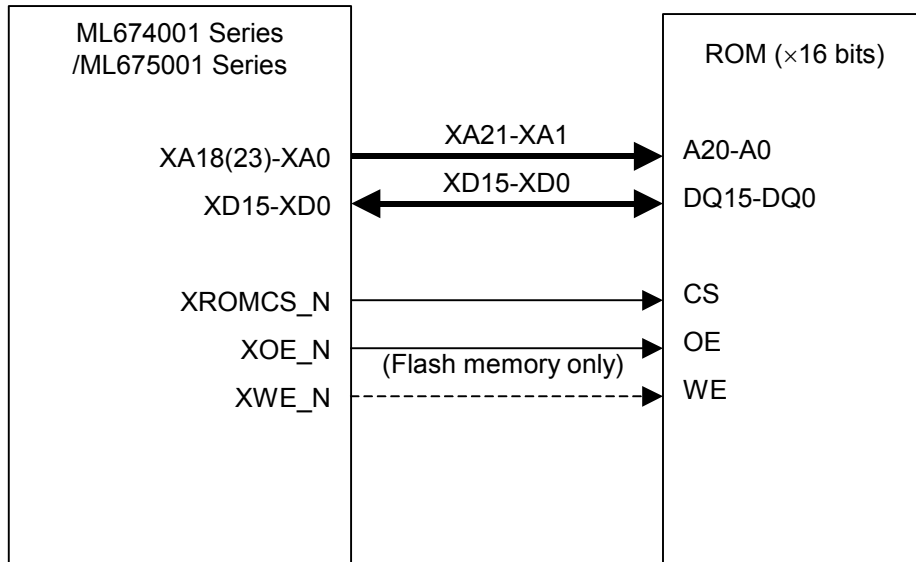 ML674001 Series
/ML675001 Series
ROM (×16 bits)
XA18(23)-XA0
XA21-XA1
A20-A0
XD15-XD0
XD15-XD0
DQ15-DQ0
XROMCS_N
CS
XOE_N
(Flash memory only)
OE
XWE_N
WE